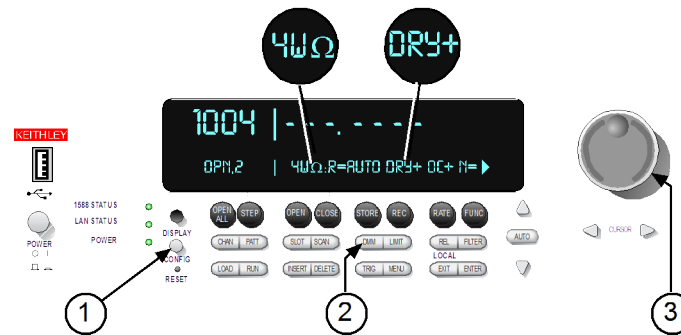 4WΩ DRY+
KEITHLEY
1004 |---.----
OPN,2 | 4WΩ:R=AUTO DRY+ OC+ N=
1588 STATUS
LAN STATUS
POWER
POWER
O I
DISPLAY
CONFIG
RESET
OPEN ALL STEP OPEN CLOSE STORE REC RATE FUNC
CHAN PATT SLOT SCAN DMM LIMIT REL FILTER
LOCAL
LOAD RUN INSERT DELETE TRIG MENU EXIT ENTER
AUTO
CURSOR
1 2 3